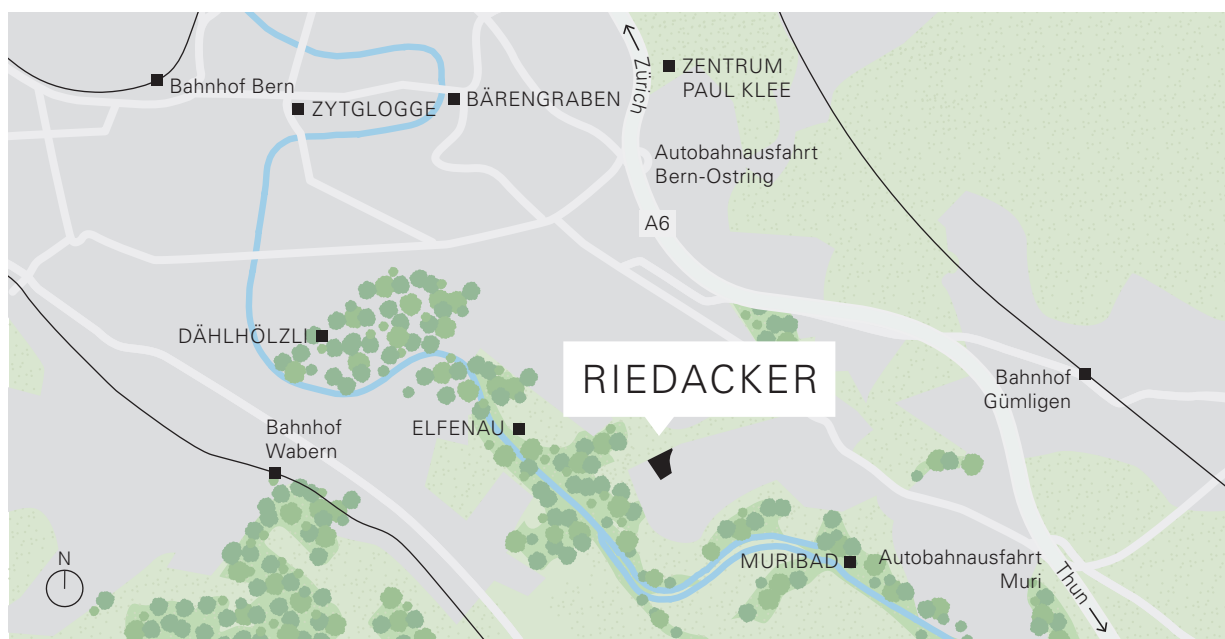 Zürich
ZENTRUM
PAUL KLEE
Bahnhof Bern
ZYTGLOGGE
BÄRENGRABEN
Autobahnausfahrt
Bern-Ostring
A6
DÄHLHÖLZLI
RIEDACKER
Bahnhof
Gümligen
ELFENAU
Bahnhof
Wabern
N
MURIBAD
Autobahnausfahrt
Muri
Thun